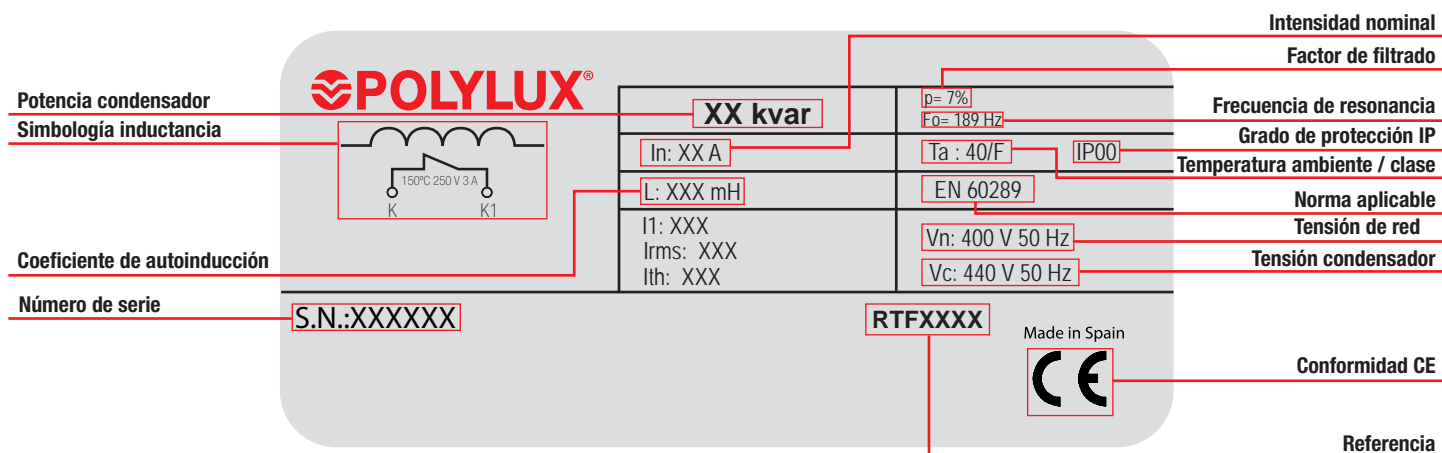 Intensidad nominal
Factor de filtrado
Potencia condensador
Frecuencia de resonancia
Simbología inductancia
Grado de protección IP
Temperatura ambiente / clase
Norma aplicable
Tensión de red
Coeficiente de autoinducción
Tensión condensador
Número de serie
Conformidad CE
Referencia
POLYLUX®
150ºC 250 V 3 A
K K1
XX kvar
p= 7%
Fo= 189 Hz
In: XX A
Ta : 40/F IP00
L: XXX mH
EN 60289
I1: XXX
Irms: XXX
Ith: XXX
Vn: 400 V 50 Hz
Vc: 440 V 50 Hz
S.N.:XXXXXX
RTFXXXX
Made in Spain
CE